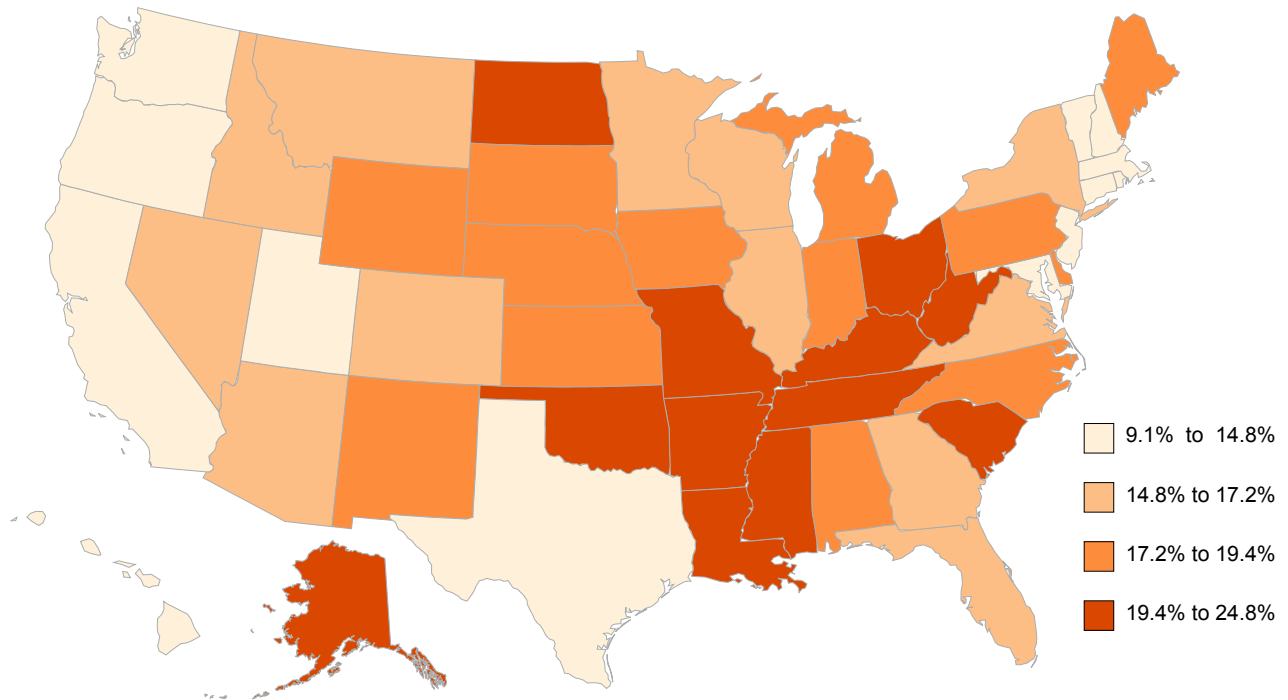 9.1% to 14.8%
14.8% to 17.2%
17.2% to 19.4%
19.4% to 24.8%